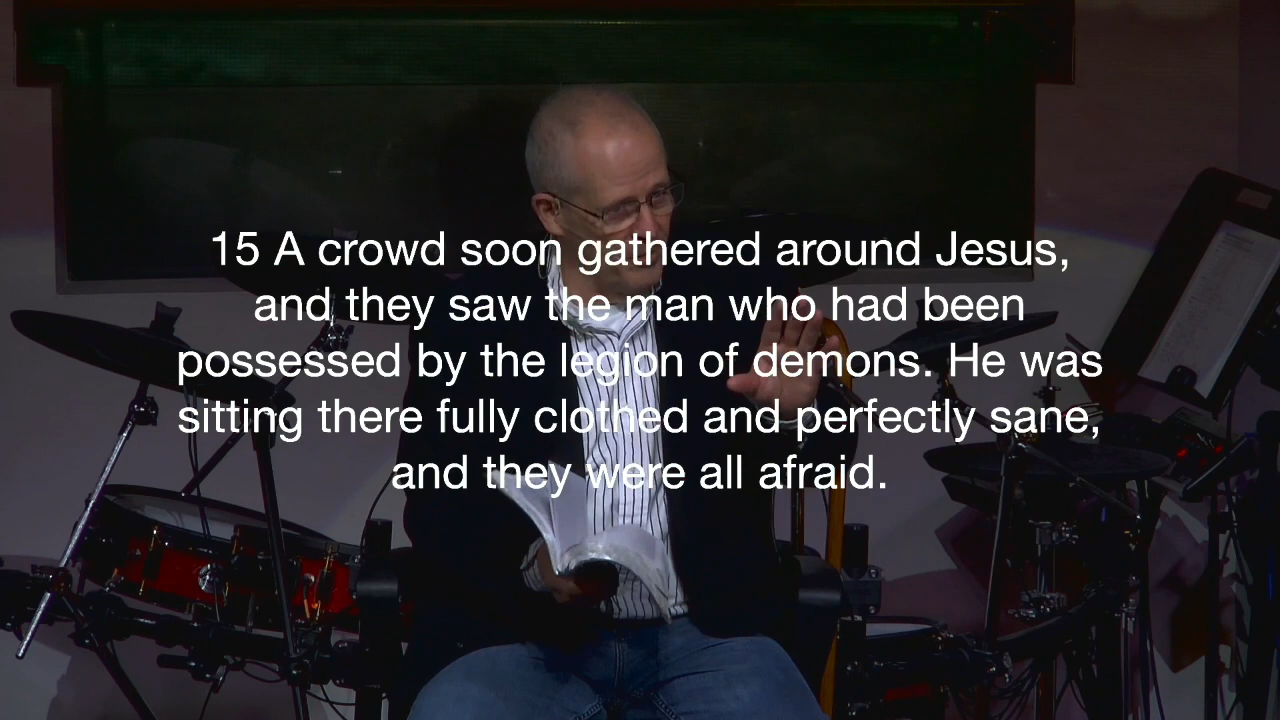 15 A crowd soon gathered around Jesus,
and they saw the man who had been
possessed by the legion of demons. He was
sitting there fully clothed and perfectly sane,
and they were all afraid.